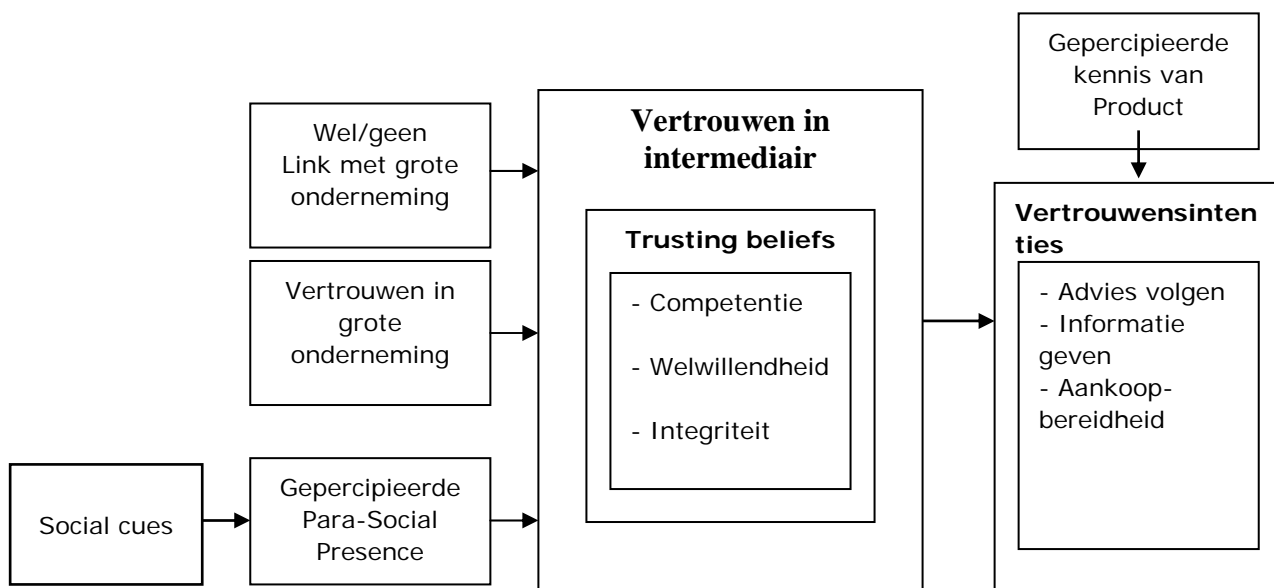 Gepercipieerde
kennis van
Product
Wel/geen
Link met grote
onderneming
Vertrouwen in
grote
onderneming
Social cues
Gepercipieerde
Para-Social
Presence
Vertrouwen in
intermediair
Trusting beliefs
- Competentie
- Welwillendheid
- Integriteit
Vertrouwensinten
ties
- Advies volgen
- Informatie
geven
- Aankoop-
bereidheid